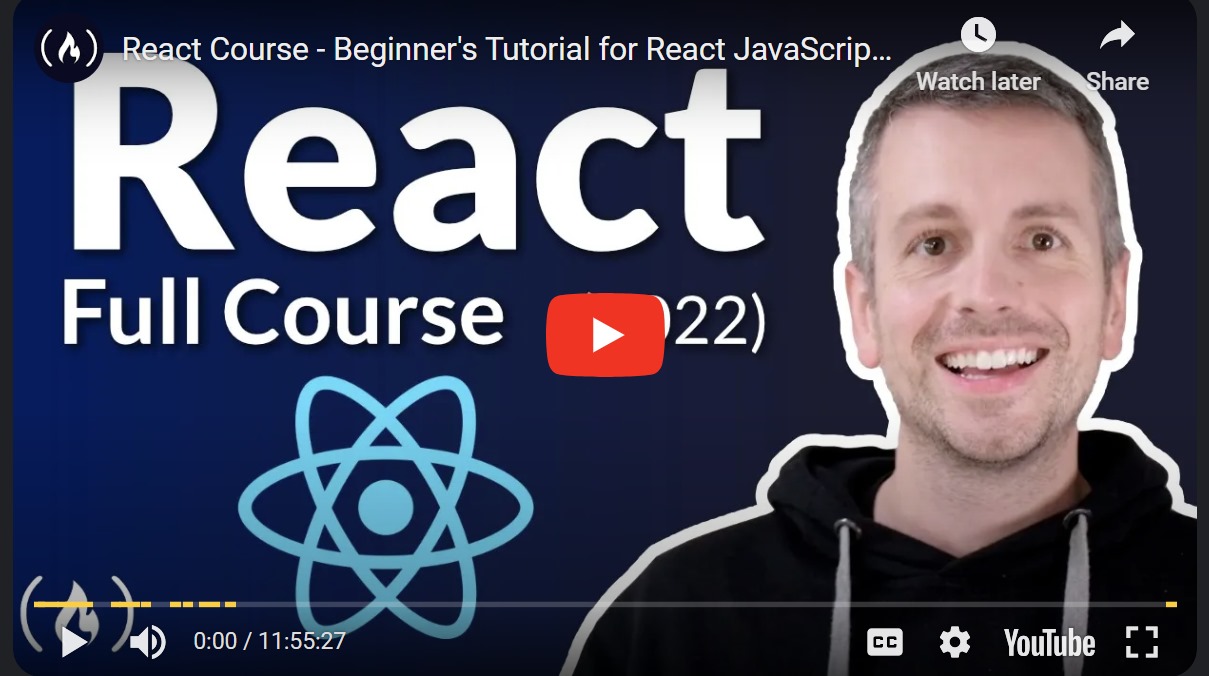 React Course - Beginner's Tutorial for React JavaScrip...
Watch later
Share
React
Full Course
022)
0:00 / 11:55:27
CC
YouTube